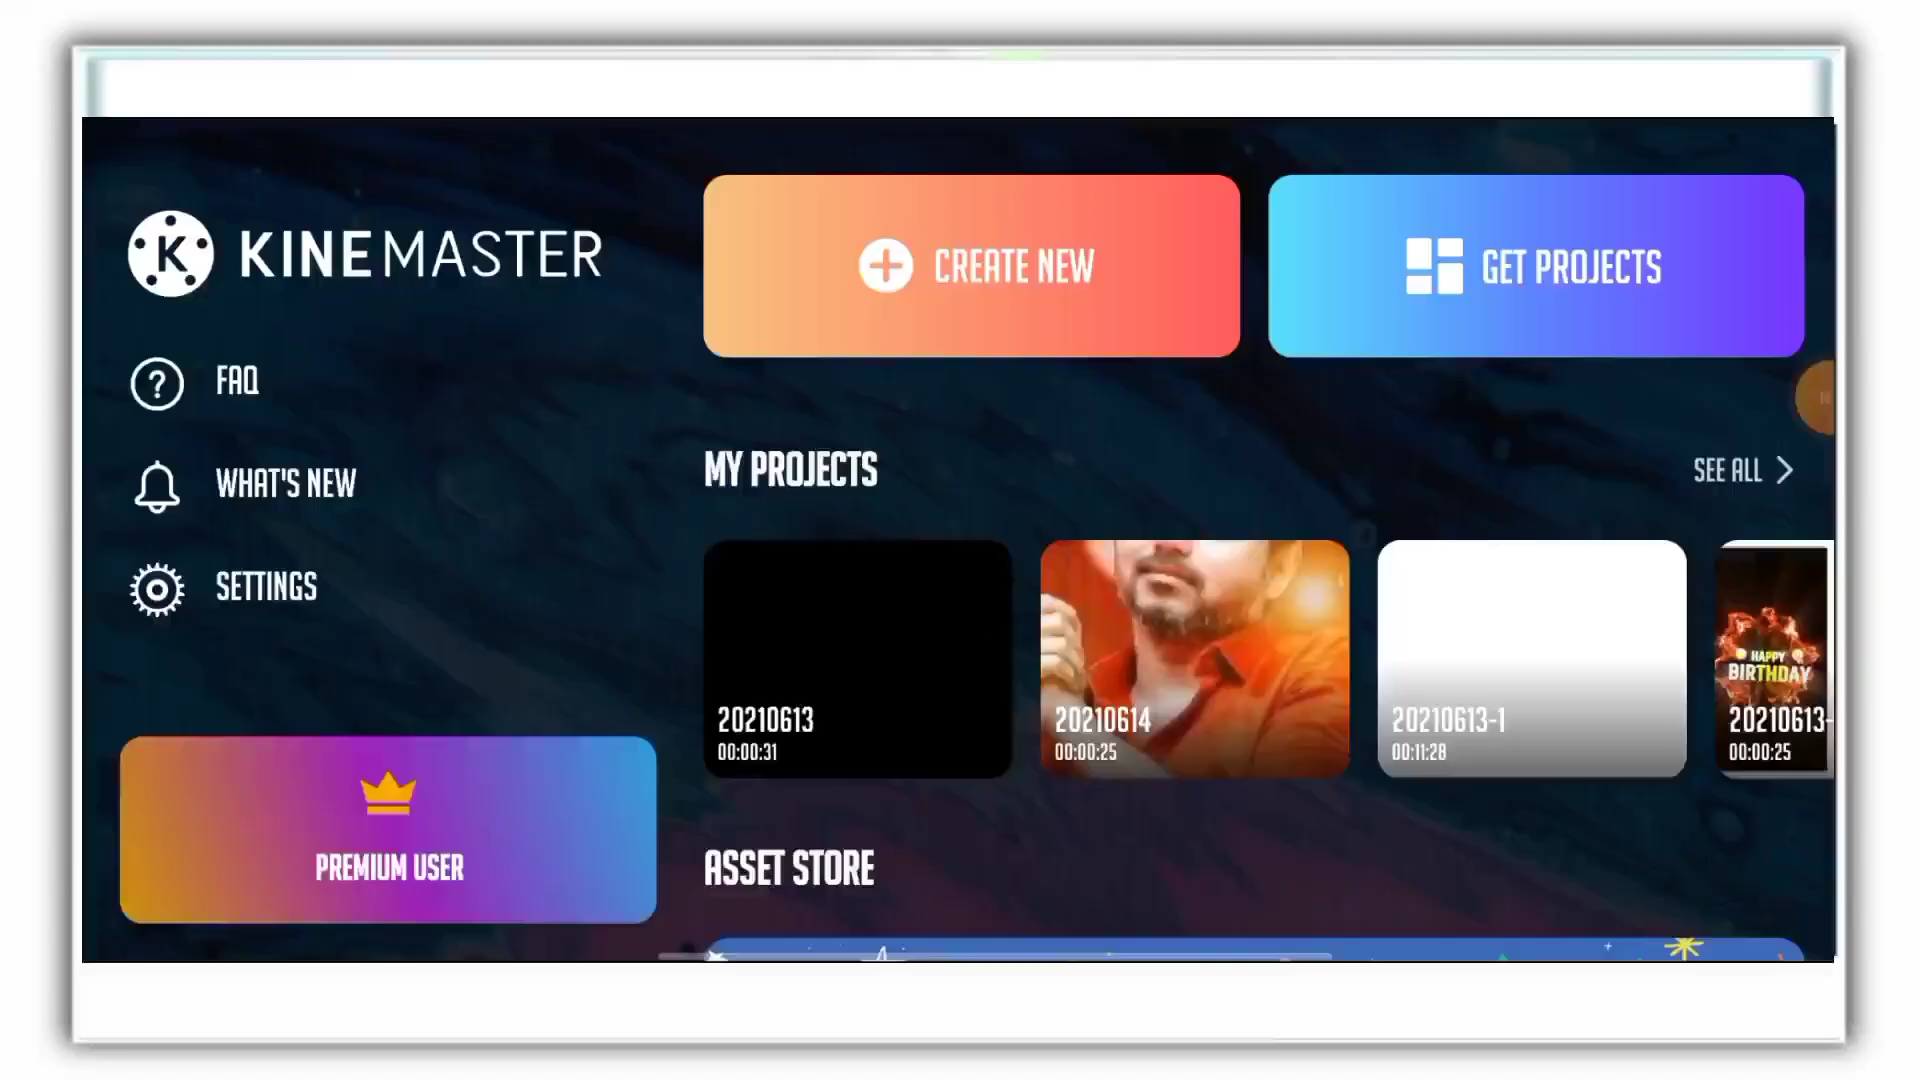 K KINEMASTER
FAQ
WHAT'S NEW
SETTINGS
PREMIUM USER
CREATE NEW
GET PROJECTS
MY PROJECTS
SEE ALL
20210613
00:00:31
20210614
00:00:25
20210613-1
00:11:28
HAPPY
BIRTHDAY
20210613-
00:00:25
ASSET STORE